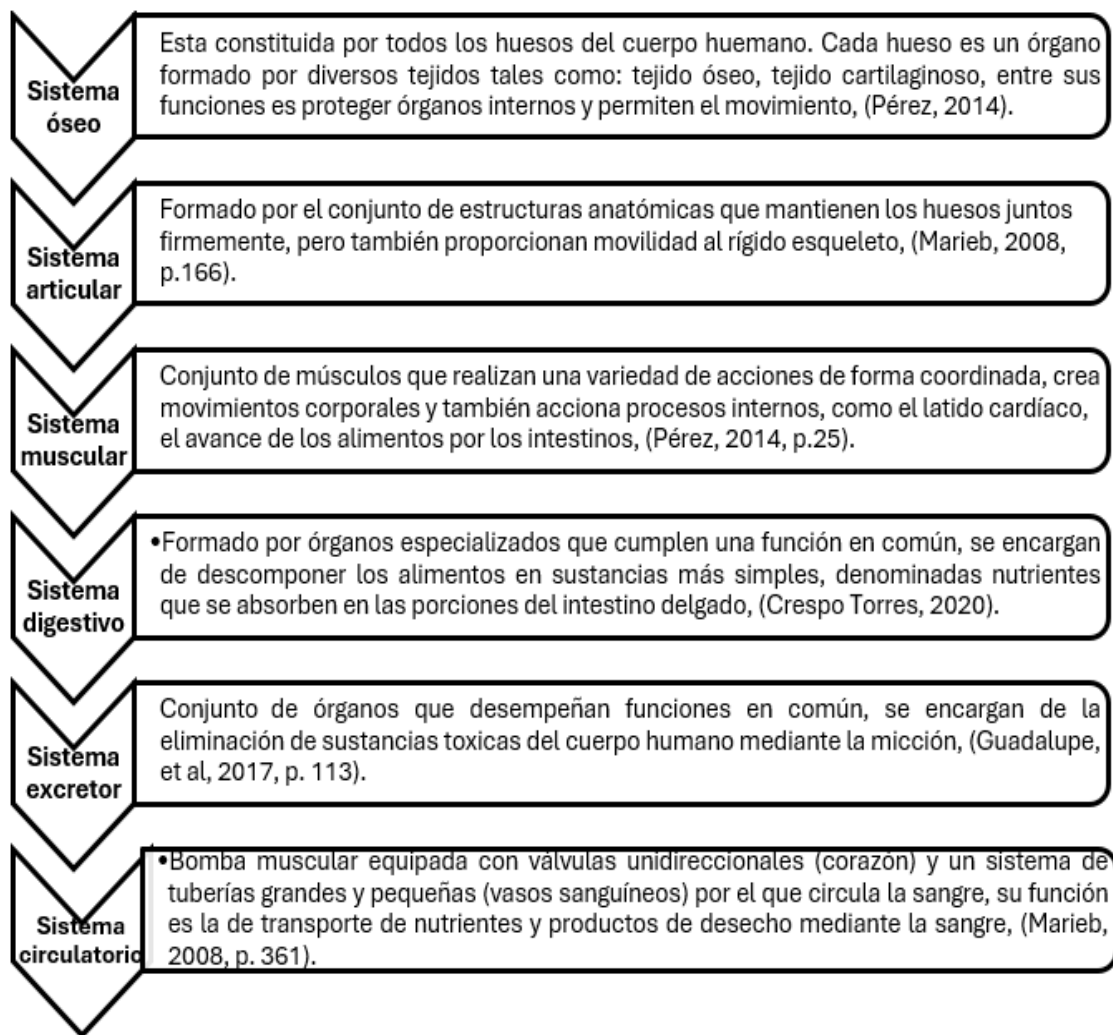 Sistema
óseo
Esta constituida por todos los huesos del cuerpo huemano. Cada hueso es un órgano
formado por diversos tejidos tales como: tejido óseo, tejido cartilaginoso, entre sus
funciones es proteger órganos internos y permiten el movimiento, (Pérez, 2014).
Sistema
articular
Formado por el conjunto de estructuras anatómicas que mantienen los huesos juntos
firmemente, pero también proporcionan movilidad al rígido esqueleto, (Marieb, 2008,
p.166).
Sistema
muscular
Conjunto de músculos que realizan una variedad de acciones de forma coordinada, crea
movimientos corporales y también acciona procesos internos, como el latido cardíaco,
el avance de los alimentos por los intestinos, (Pérez, 2014, p.25).
Sistema
digestivo
•Formado por órganos especializados que cumplen una función en común, se encargan
de descomponer los alimentos en sustancias más simples, denominadas nutrientes
que se absorben en las porciones del intestino delgado, (Crespo Torres, 2020).
Sistema
excretor
Conjunto de órganos que desempeñan funciones en común, se encargan de la
eliminación de sustancias toxicas del cuerpo humano mediante la micción, (Guadalupe,
et al, 2017, p. 113).
Sistema
circulatorio
•Bomba muscular equipada con válvulas unidireccionales (corazón) y un sistema de
tuberías grandes y pequeñas (vasos sanguíneos) por el que circula la sangre, su función
es la de transporte de nutrientes y productos de desecho mediante la sangre, (Marieb,
2008, p. 361).